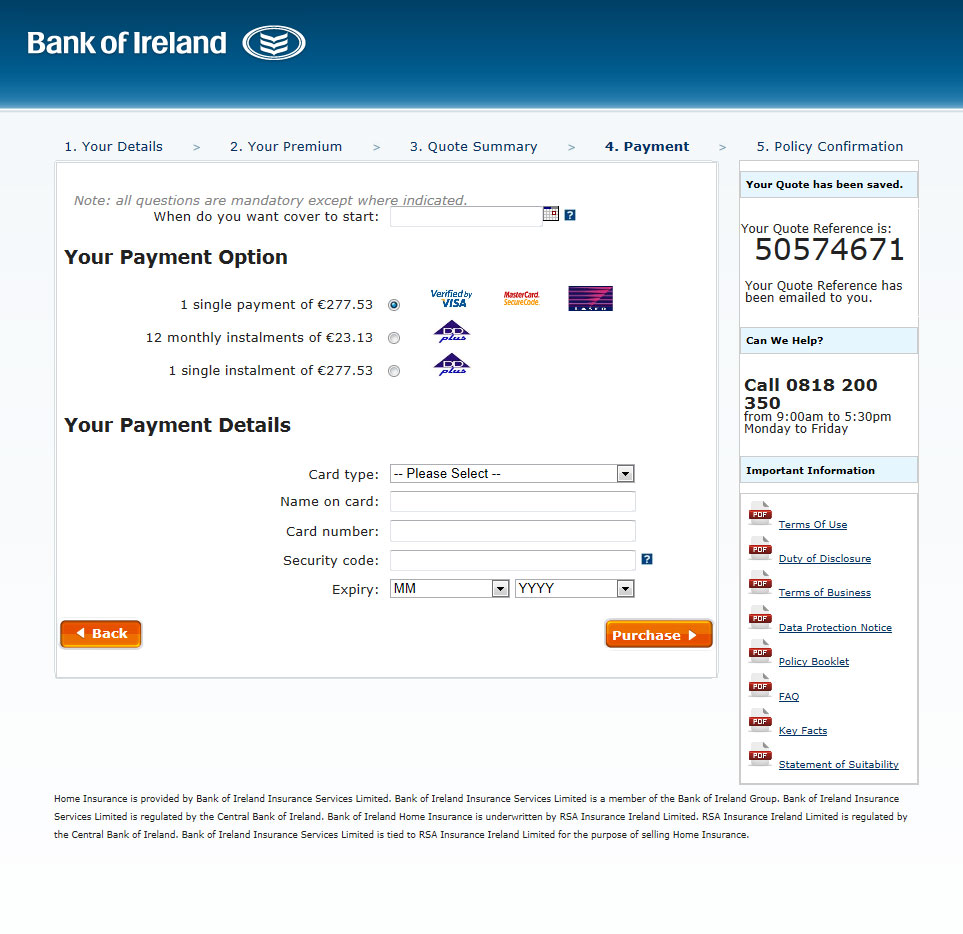 Bank of Ireland
1. Your Details > 2. Your Premium > 3. Quote Summary > 4. Payment > 5. Policy Confirmation
Note: all questions are mandatory except where indicated.
When do you want cover to start: ?
Your Payment Option
1 single payment of €277.53 Verified by VISA MasterCard. SecureCode. LASER
12 monthly instalments of €23.13 DD plus
1 single instalment of €277.53 DD plus
Your Payment Details
Card type: -- Please Select --
Name on card:
Card number:
Security code: ?
Expiry: MM YYYY
Back Purchase
Your Quote has been saved.
Your Quote Reference is:
50574671
Your Quote Reference has
been emailed to you.
Can We Help?
Call 0818 200
350
from 9:00am to 5:30pm
Monday to Friday
Important Information
PDF Terms Of Use
PDF Duty of Disclosure
PDF Terms of Business
PDF Data Protection Notice
PDF Policy Booklet
PDF FAQ
PDF Key Facts
PDF Statement of Suitability
Home Insurance is provided by Bank of Ireland Insurance Services Limited. Bank of Ireland Insurance Services Limited is a member of the Bank of Ireland Group. Bank of Ireland Insurance
Services Limited is regulated by the Central Bank of Ireland. Bank of Ireland Home Insurance is underwritten by RSA Insurance Ireland Limited. RSA Insurance Ireland Limited is regulated by
the Central Bank of Ireland. Bank of Ireland Insurance Services Limited is tied to RSA Insurance Ireland Limited for the purpose of selling Home Insurance.